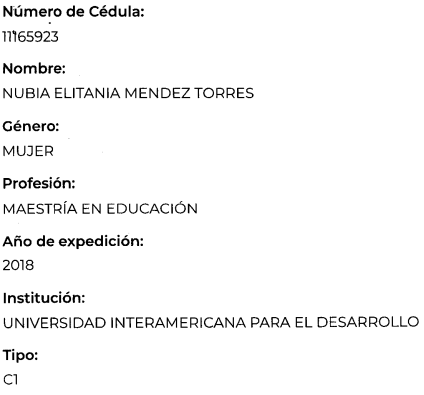 Número de Cédula:
11165923
Nombre:
NUBIA ELITANIA MENDEZ TORRES
Género:
MUJER
Profesión:
MAESTRÍA EN EDUCACIÓN
Año de expedición:
2018
Institución:
UNIVERSIDAD INTERAMERICANA PARA EL DESARROLLO
Tipo:
C1